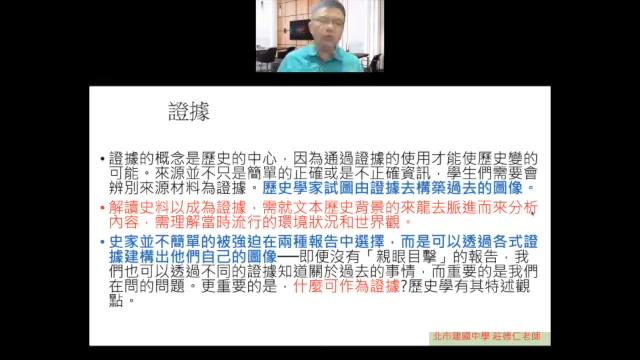 證據
• 證據的概念是歷史的中心，因為通過證據的使用才能使歷史變的
可能。來源並不只是簡單的正確或是不正確資訊，學生們需要會
辨別來源材料為證據。歷史學家試圖由證據去構築過去的圖像。
• 解讀史料以成為證據，需就文本歷史背景的來龍去脈進而來分析
內容，需理解當時流行的環境狀況和世界觀。
• 史家並不簡單的被強迫在兩種報告中選擇，而是可以透過各式證
據建構出他們自己的圖像──即便沒有「親眼目擊」的報告，我
們也可以透過不同的證據知道關於過去的事情，而重要的是我們
在問的問題。更重要的是，什麼可作為證據?歷史學有其特述觀
點。
北市建國中學 莊德仁老師